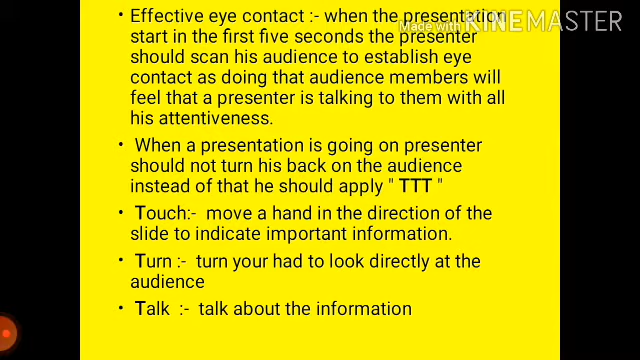 • Effective eye contact :- when the presentation
start in the first five seconds the presenter
should scan his audience to establish eye
contact as doing that audience members will
feel that a presenter is talking to them with all
his attentiveness.
• When a presentation is going on presenter
should not turn his back on the audience
instead of that he should apply " TTT "
• Touch:- move a hand in the direction of the
slide to indicate important information.
• Turn :- turn your had to look directly at the
audience
• Talk :- talk about the information
Made with KINEMASTER